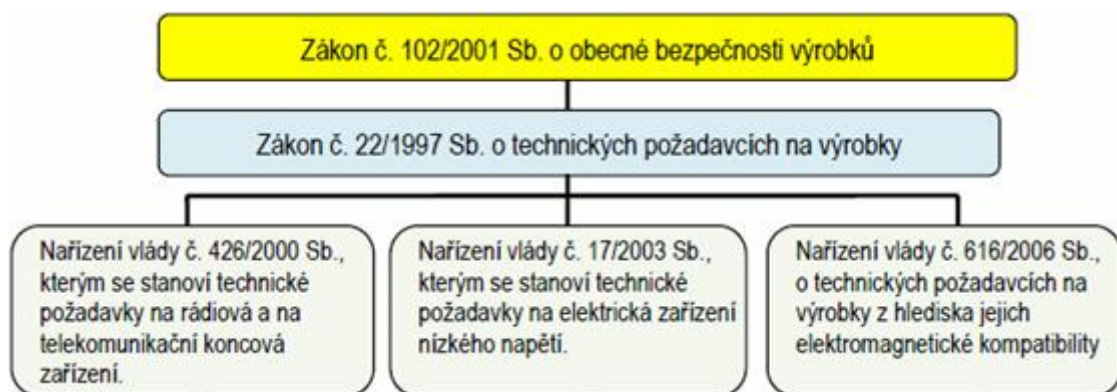 Zákon č. 102/2001 Sb. o obecné bezpečnosti výrobků
Zákon č. 22/1997 Sb. o technických požadavcích na výrobky
Nařízení vlády č. 426/2000 Sb.,
kterým se stanoví technické
požadavky na rádiová a na
telekomunikační koncová
zařízení.
Nařízení vlády č. 17/2003 Sb.,
kterým se stanoví technické
požadavky na elektrická zařízení
nízkého napětí.
Nařízení vlády č. 616/2006 Sb.,
o technických požadavcích na
výrobky z hlediska jejich
elektromagnetické kompatibility